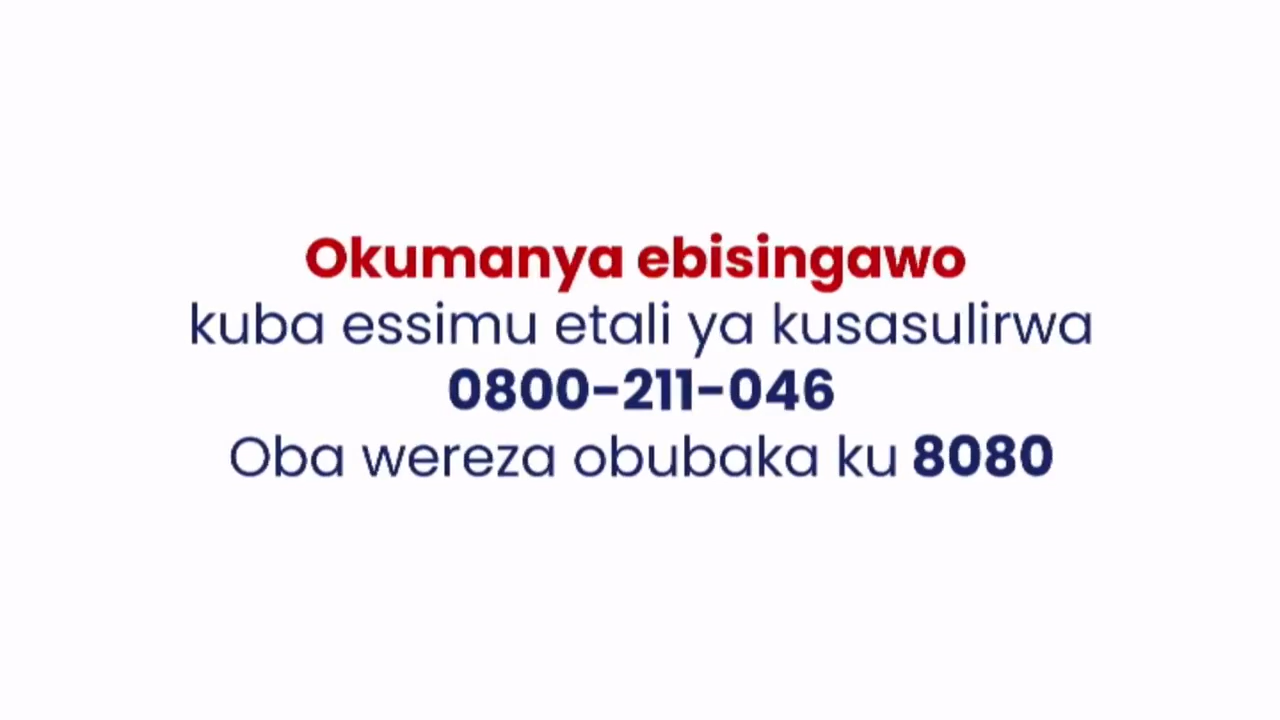 Okumanya ebisingawo
kuba essimu etali ya kusasulirwa
0800-211-046
Oba wereza obubaka ku 8080